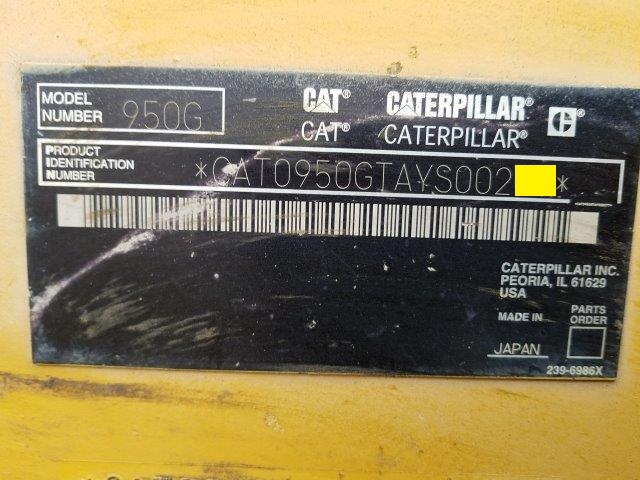 MODEL NUMBER 950G
CAT® CATERPILLAR®
CAT® CATERPILLAR®
PRODUCT IDENTIFICATION NUMBER *CAT0950GTAYS002 *
CATERPILLAR INC.
PEORIA, IL 61629
USA
MADE IN
JAPAN
PARTS
ORDER
239-6986X